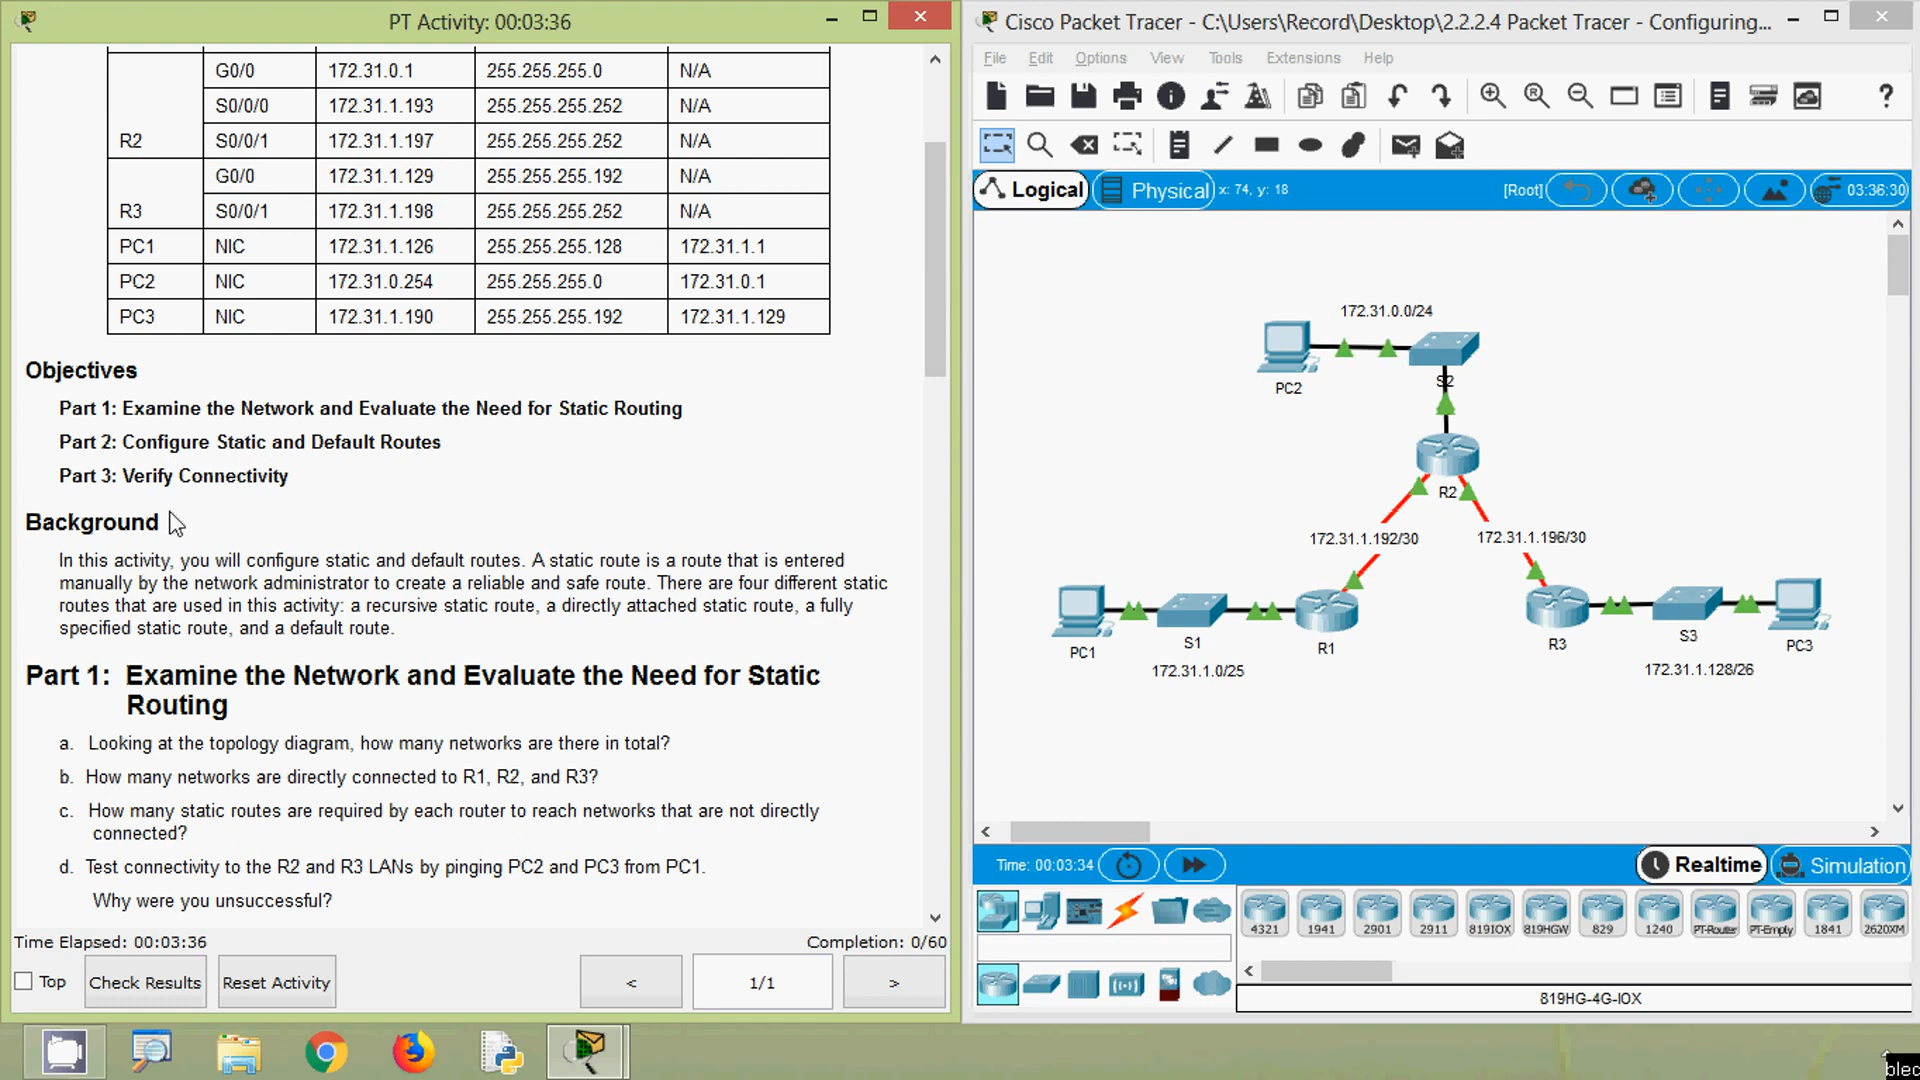 PT Activity: 00:03:36
G0/0 172.31.0.1 255.255.255.0 N/A
S0/0/0 172.31.1.193 255.255.255.252 N/A
R2 S0/0/1 172.31.1.197 255.255.255.252 N/A
G0/0 172.31.1.129 255.255.255.192 N/A
R3 S0/0/1 172.31.1.198 255.255.255.252 N/A
PC1 NIC 172.31.1.126 255.255.255.128 172.31.1.1
PC2 NIC 172.31.0.254 255.255.255.0 172.31.0.1
PC3 NIC 172.31.1.190 255.255.255.192 172.31.1.129
Objectives
Part 1: Examine the Network and Evaluate the Need for Static Routing
Part 2: Configure Static and Default Routes
Part 3: Verify Connectivity
Background
In this activity, you will configure static and default routes. A static route is a route that is entered
manually by the network administrator to create a reliable and safe route. There are four different static
routes that are used in this activity: a recursive static route, a directly attached static route, a fully
specified static route, and a default route.
Part 1: Examine the Network and Evaluate the Need for Static
Routing
a. Looking at the topology diagram, how many networks are there in total?
b. How many networks are directly connected to R1, R2, and R3?
c. How many static routes are required by each router to reach networks that are not directly
connected?
d. Test connectivity to the R2 and R3 LANs by pinging PC2 and PC3 from PC1.
Why were you unsuccessful?
Time Elapsed: 00:03:36 Completion: 0/60
Top Check Results Reset Activity < 1/1 >
Cisco Packet Tracer - C:\Users\Record\Desktop\2.2.2.4 Packet Tracer - Configuring...
File Edit Options View Tools Extensions Help
Logical Physical x: 74, y: 18 [Root] 03:36:30
172.31.0.0/24
PC2
S2
R2
172.31.1.192/30
172.31.1.196/30
PC1
S1
R1
172.31.1.0/25
R3
S3
PC3
172.31.1.128/26
Time: 00:03:34 Realtime Simulation
4321 1941 2901 2911 819IOX 819HGW 829 1240 PT-Router PT-Empty 1841 2620XM
819HG-4G-IOX
blec